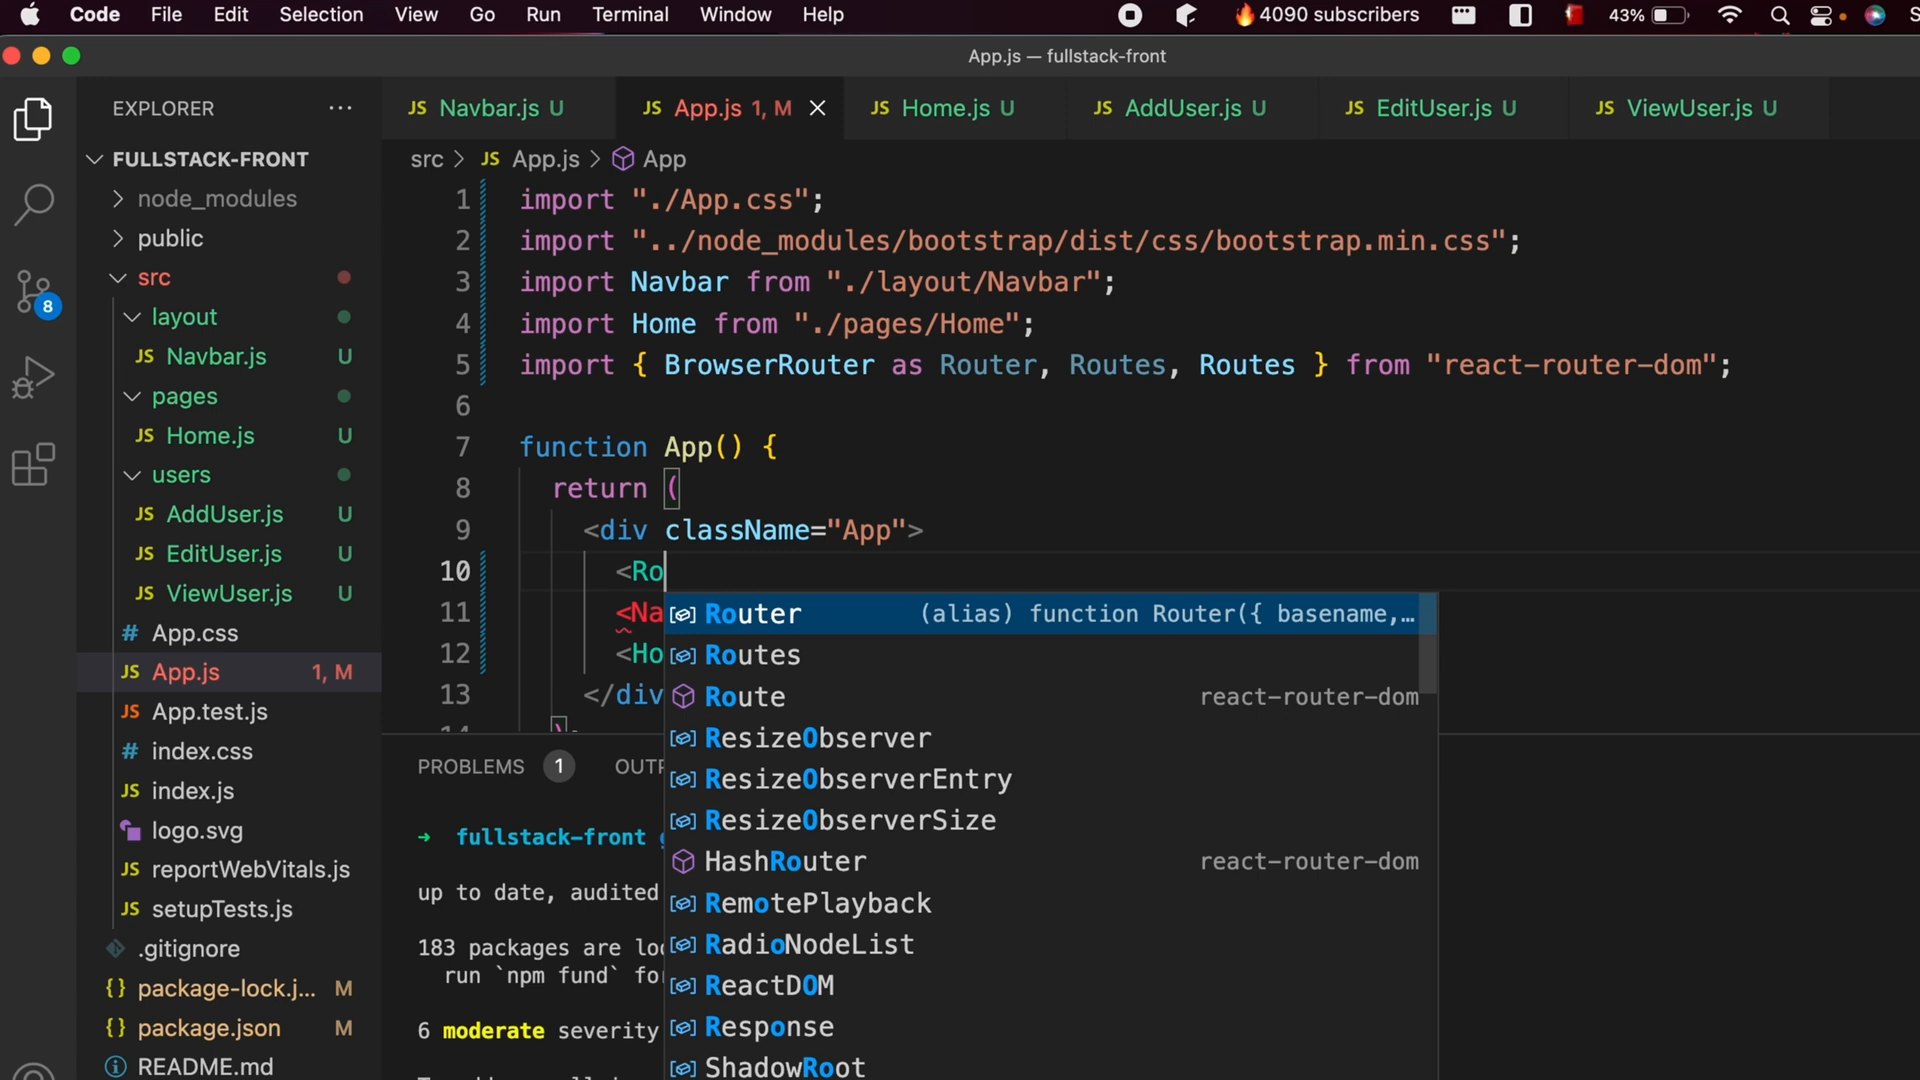 Code File Edit Selection View Go Run Terminal Window Help 🔥4090 subscribers 43%
App.js — fullstack-front
EXPLORER ···
JS Navbar.js U JS App.js 1, M JS Home.js U JS AddUser.js U JS EditUser.js U JS ViewUser.js U
src > JS App.js > App
FULLSTACK-FRONT
node_modules
public
src
layout
JS Navbar.js U
pages
JS Home.js U
users
JS AddUser.js U
JS EditUser.js U
JS ViewUser.js U
# App.css
JS App.js 1, M
JS App.test.js
# index.css
JS index.js
logo.svg
JS reportWebVitals.js
JS setupTests.js
.gitignore
{} package-lock.j... M
{} package.json M
README.md
8
1 import "./App.css";
2 import "../node_modules/bootstrap/dist/css/bootstrap.min.css";
3 import Navbar from "./layout/Navbar";
4 import Home from "./pages/Home";
5 import { BrowserRouter as Router, Routes, Routes } from "react-router-dom";
6
7 function App() {
8 return (
9 <div className="App">
10 <Ro
11 <Na
12 <Ho
13 </div
14 );
Router (alias) function Router({ basename,…
Routes
Route react-router-dom
ResizeObserver
ResizeObserverEntry
ResizeObserverSize
HashRouter react-router-dom
RemotePlayback
RadioNodeList
ReactDOM
Response
ShadowRoot
PROBLEMS 1 OUTP
→ fullstack-front g
up to date, audited
183 packages are loo
run `npm fund` for
6 moderate severity